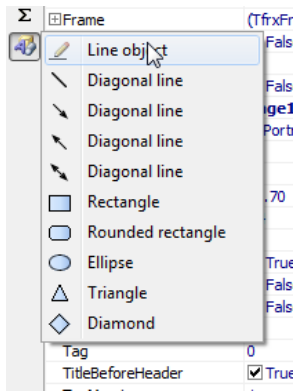 Σ Frame (TfrxFr
Line object Fals
Diagonal line
Diagonal line Fals
Diagonal line age1
Diagonal line Portr
Rectangle .70
Rounded rectangle
Ellipse True
Triangle Fals
Diamond Fals
Tag 0
TitleBeforeHeader True